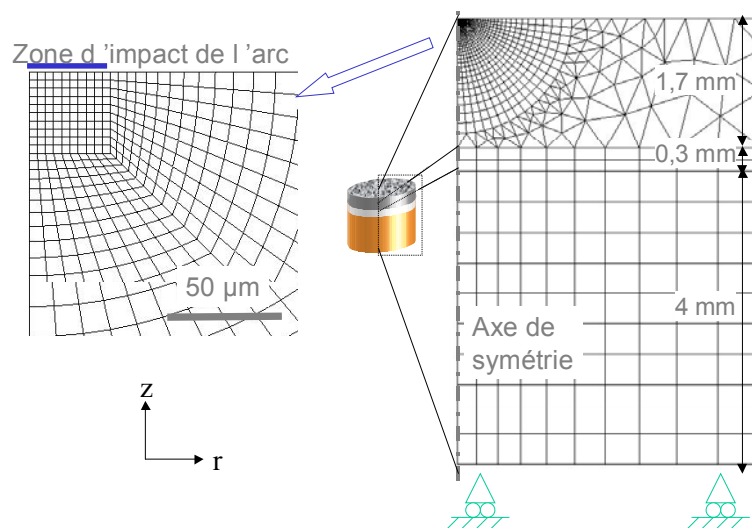 Zone d ’impact de l ’arc
50 µm
z
r
1,7 mm
0,3 mm
4 mm
Axe de
symétrie